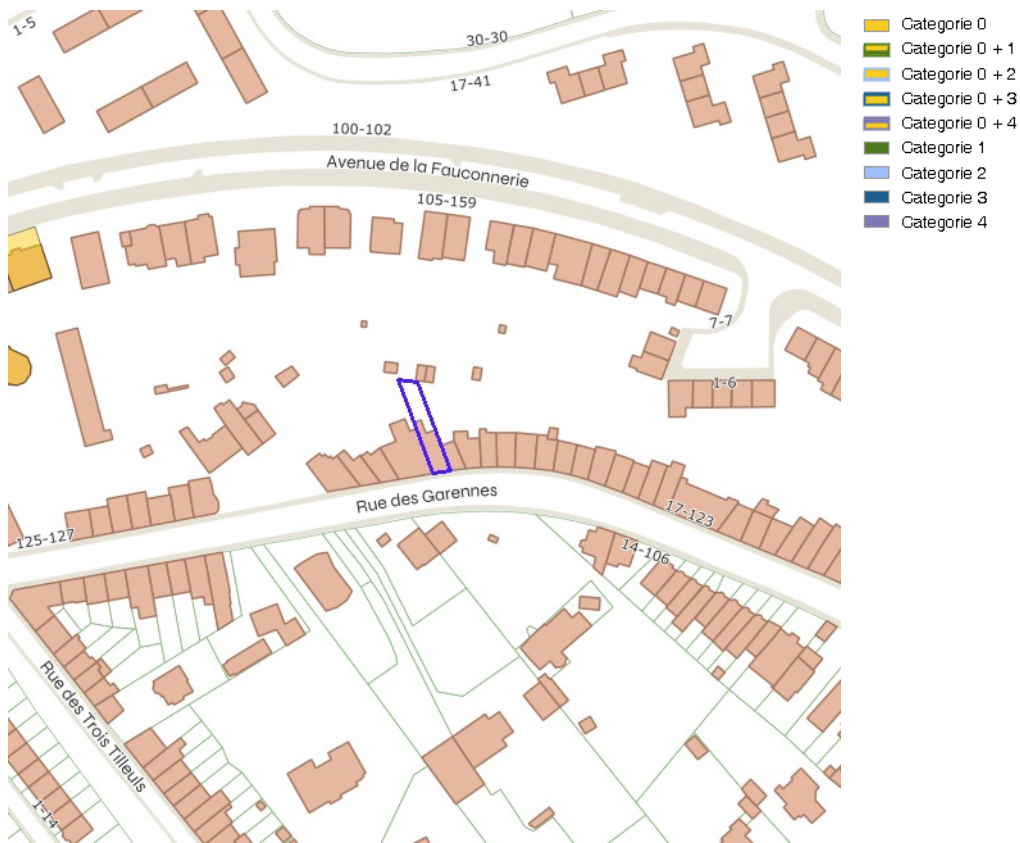 1-5
30-30
17-41
100-102
Avenue de la Fauconnerie
105-159
7-7
1-6
Rue des Garennes
17-123
125-127
14-106
Rue des Trois Tilleuls
1-14
Categorie 0
Categorie 0 + 1
Categorie 0 + 2
Categorie 0 + 3
Categorie 0 + 4
Categorie 1
Categorie 2
Categorie 3
Categorie 4